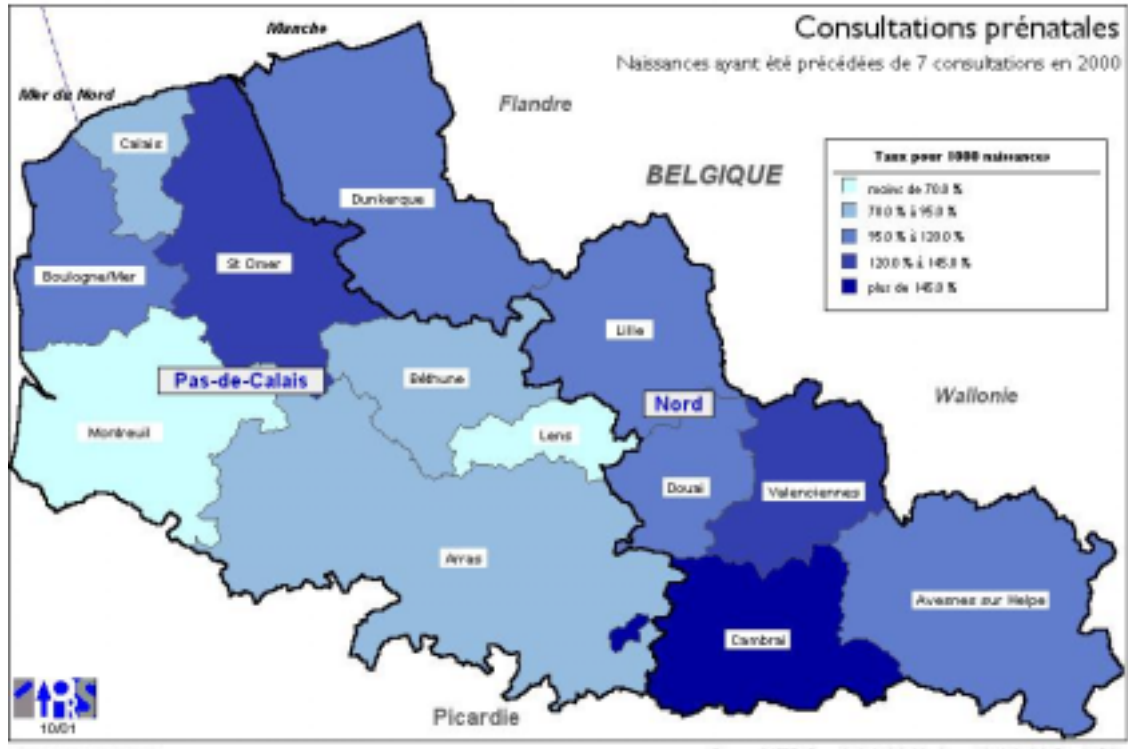 Consultations prénatales
Naissances ayant été précédées de 7 consultations en 2000
Manche
Mer du Nord
Flandre
BELGIQUE
Wallonie
Picardie
Taux pour 1000 naissances
moins de 70.0 %
70.0 % à 95.0 %
95.0 % à 120.0 %
120.0 % à 145.0 %
plus de 145.0 %
Calais
Dunkerque
St Omer
Boulogne/Mer
Lille
Pas-de-Calais
Béthune
Nord
Montreuil
Lens
Douai
Valenciennes
Arras
Avesnes sur Helpe
Cambrai
10/01